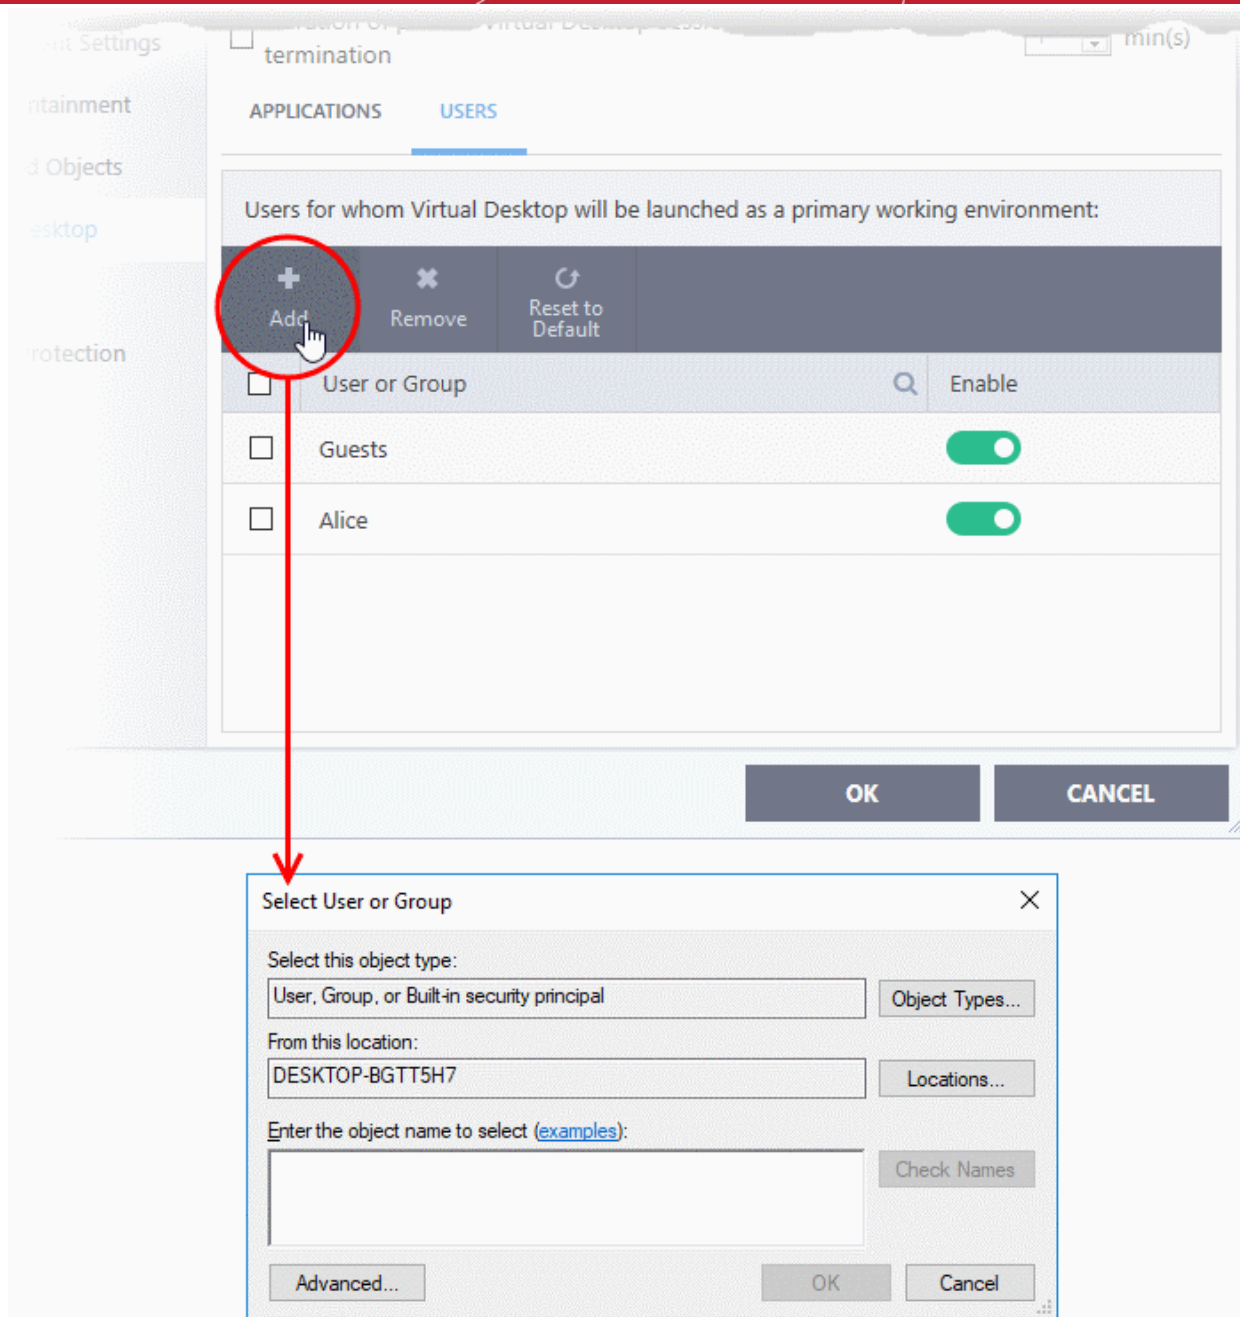 Settings
min(s)
termination
APPLICATIONS USERS
Objects
Users for whom Virtual Desktop will be launched as a primary working environment:
Add
Remove
Reset to
Default
User or Group Enable
Guests
Alice
OK CANCEL
Select User or Group
Select this object type:
User, Group, or Built-in security principal Object Types...
From this location:
DESKTOP-BGTT5H7 Locations...
Enter the object name to select (examples):
Check Names
Advanced... OK Cancel